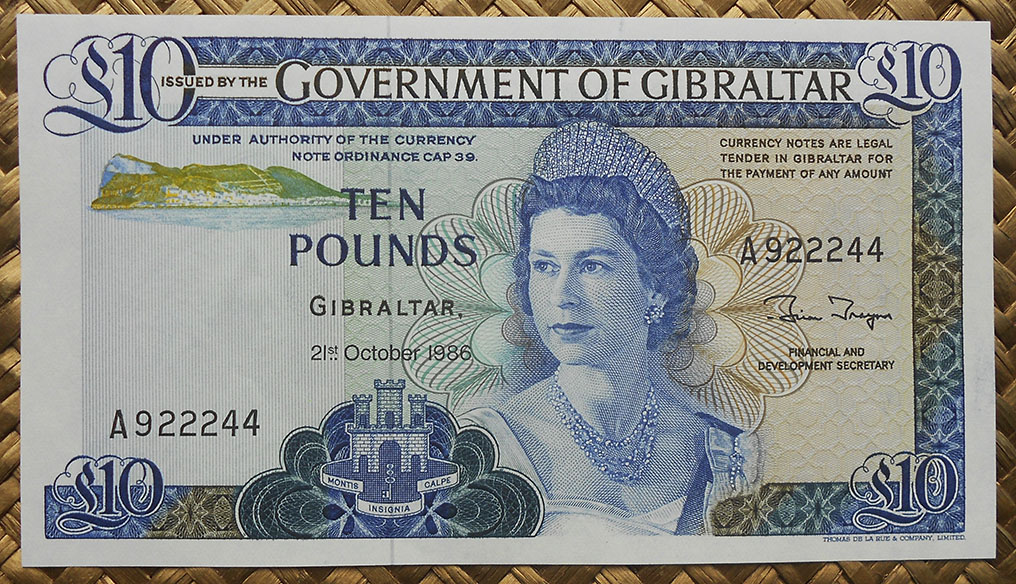 £10 ISSUED BY THE GOVERNMENT OF GIBRALTAR £10
UNDER AUTHORITY OF THE CURRENCY
NOTE ORDINANCE CAP 39.
CURRENCY NOTES ARE LEGAL
TENDER IN GIBRALTAR FOR
THE PAYMENT OF ANY AMOUNT
TEN
POUNDS
A922244
GIBRALTAR,
21st October 1986
FINANCIAL AND
DEVELOPMENT SECRETARY
A922244
MONTIS CALPE
INSIGNIA
£10 £10
THOMAS DE LA RUE & COMPANY, LIMITED.